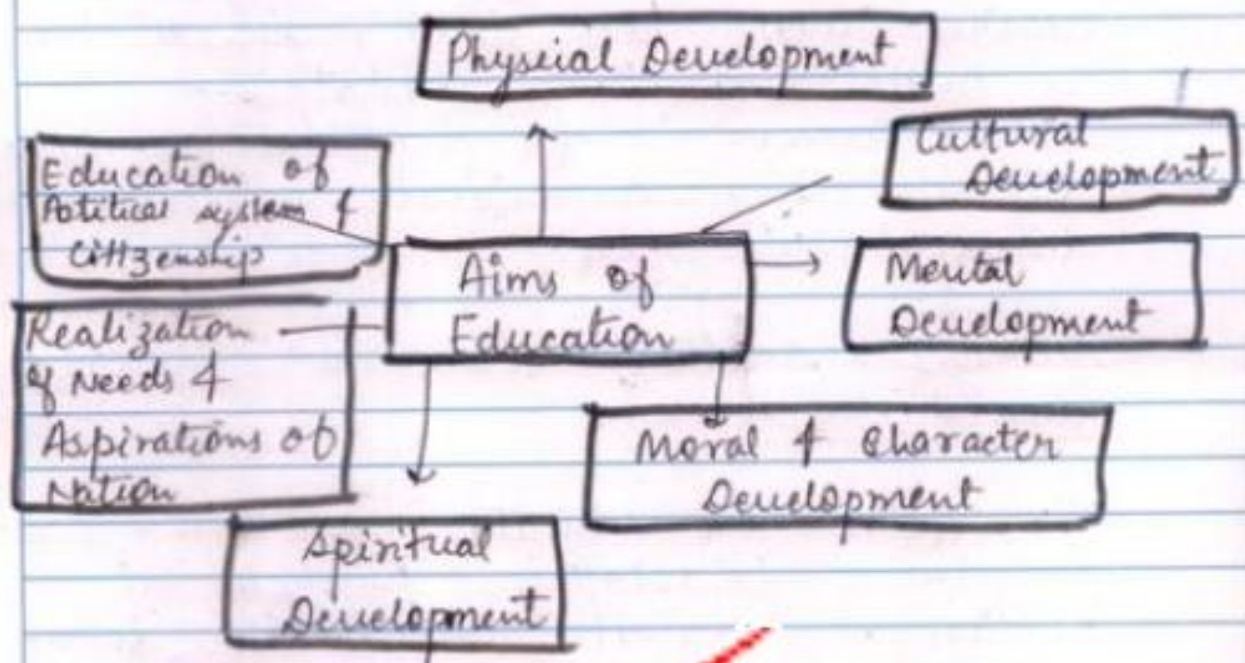 Physcial Development
Cultural
Development
Education of
Political system &
Citizenship
Aims of
Education
Mental
Development
Realization
of Needs &
Aspirations of
Nation
Moral & Character
Development
Spiritual
Development